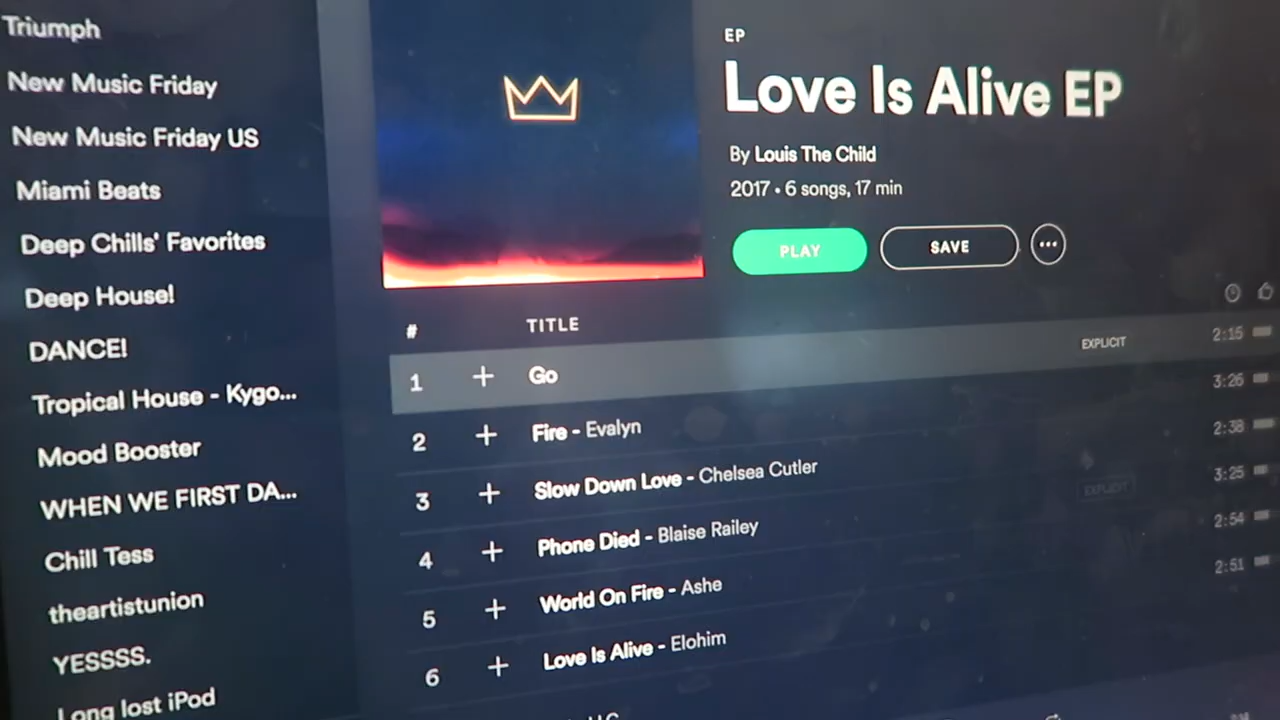 Triumph
New Music Friday
New Music Friday US
Miami Beats
Deep Chills' Favorites
Deep House!
DANCE!
Tropical House - Kygo...
Mood Booster
WHEN WE FIRST DA...
Chill Tess
theartistunion
YESSSS.
Long lost iPod
EP
Love Is Alive EP
By Louis The Child
2017 • 6 songs, 17 min
PLAY SAVE
# TITLE
1 + Go EXPLICIT 2:15
2 + Fire - Evalyn 3:26
3 + Slow Down Love - Chelsea Cutler 2:38
4 + Phone Died - Blaise Railey EXPLICIT 3:25
5 + World On Fire - Ashe 2:54
6 + Love Is Alive - Elohim 2:51